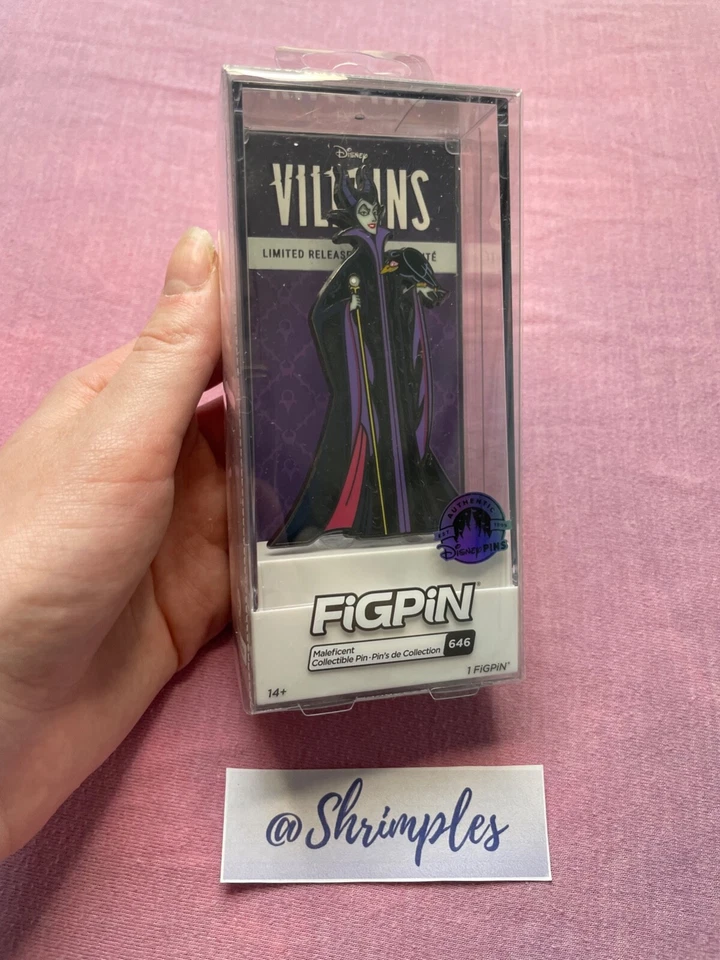 Disney
VILLAINS
LIMITED RELEASE
AUTHENTIC
EST
Disney PINS
FiGPiN
Maleficent
Collectible Pin · Pin's de Collection
646
14+
1 FiGPiN
@Shrimples